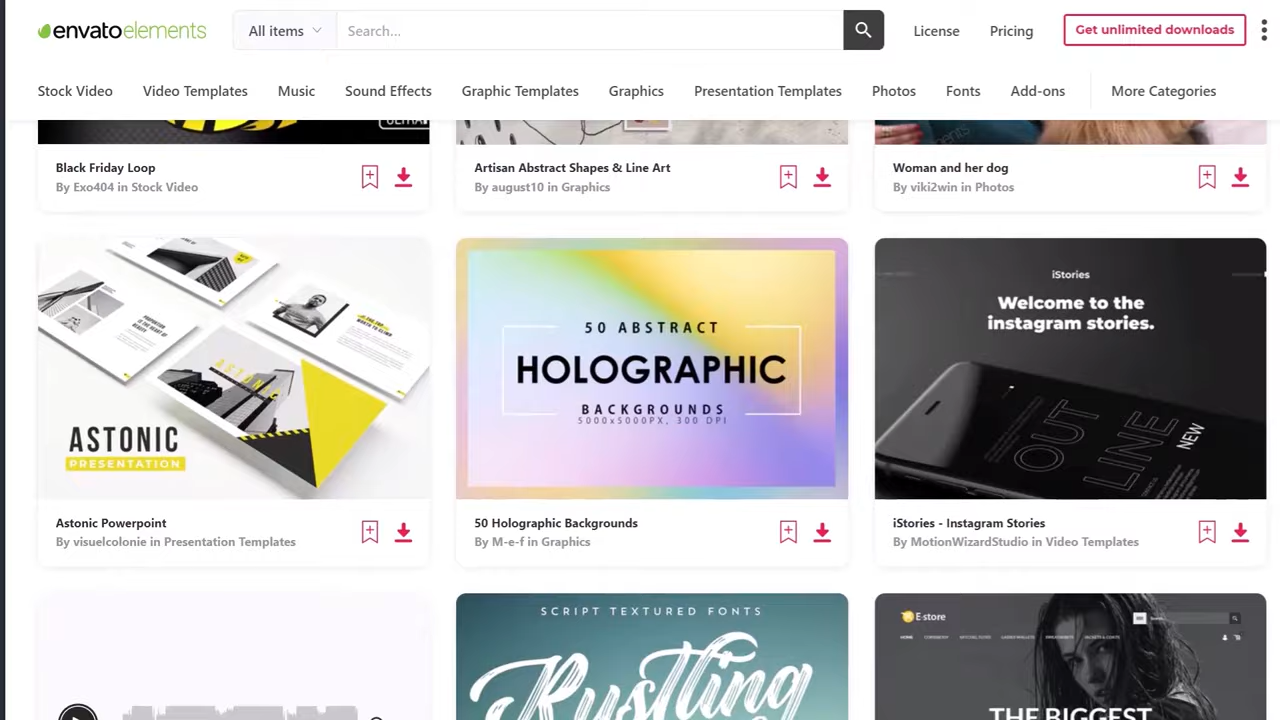 envatoelements
All items
Search...
License
Pricing
Get unlimited downloads
Stock Video
Video Templates
Music
Sound Effects
Graphic Templates
Graphics
Presentation Templates
Photos
Fonts
Add-ons
More Categories
Black Friday Loop
By Exo404 in Stock Video
Artisan Abstract Shapes & Line Art
By august10 in Graphics
Woman and her dog
By viki2win in Photos
ASTONIC
ASTONIC
PRESENTATION
50 ABSTRACT
HOLOGRAPHIC
BACKGROUNDS
5000x5000PX, 300 DPI
iStories
Welcome to the
instagram stories.
OUT
LINE
NEW
Astonic Powerpoint
By visuelcolonie in Presentation Templates
50 Holographic Backgrounds
By M-e-f in Graphics
iStories - Instagram Stories
By MotionWizardStudio in Video Templates
SCRIPT TEXTURED FONTS
Rustling
E-store
HOME
THE BIGGEST